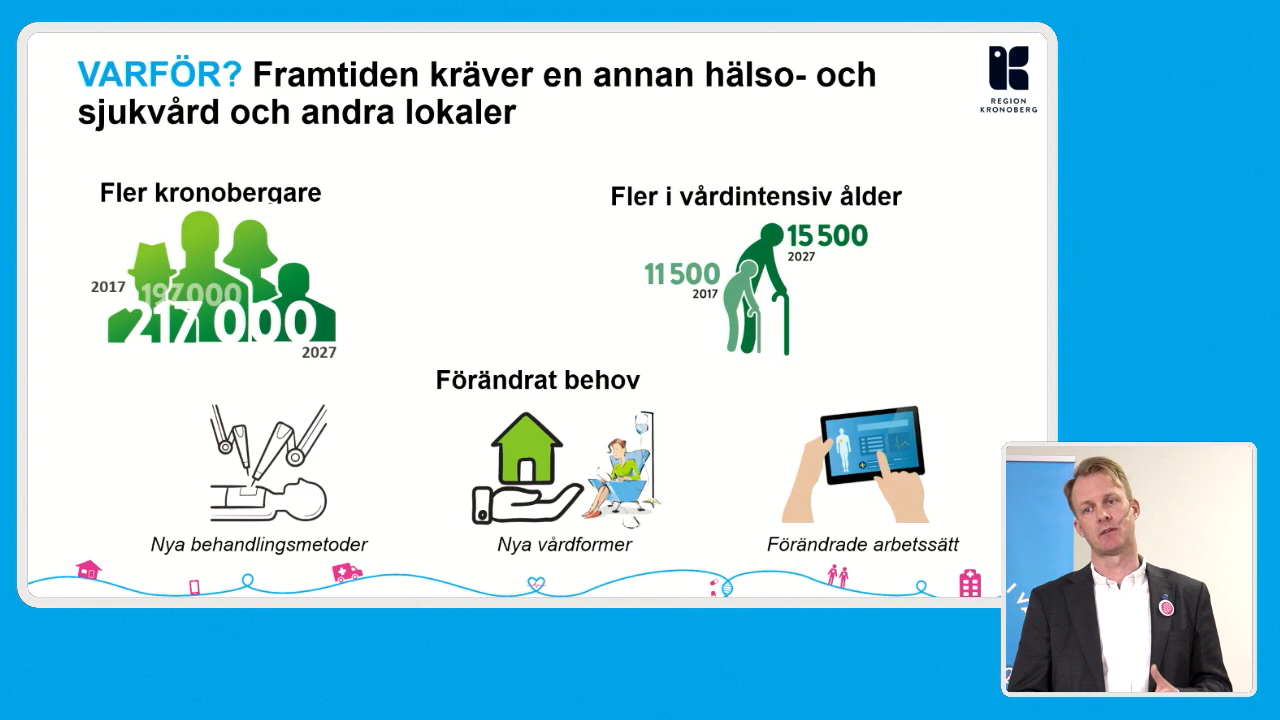 VARFÖR? Framtiden kräver en annan hälso- och
sjukvård och andra lokaler
REGION
KRONOBERG
Fler kronobergare
2017
197 000
217 000
2027
Fler i vårdintensiv ålder
15 500
2027
11 500
2017
Förändrat behov
Nya behandlingsmetoder
Nya vårdformer
Förändrade arbetssätt